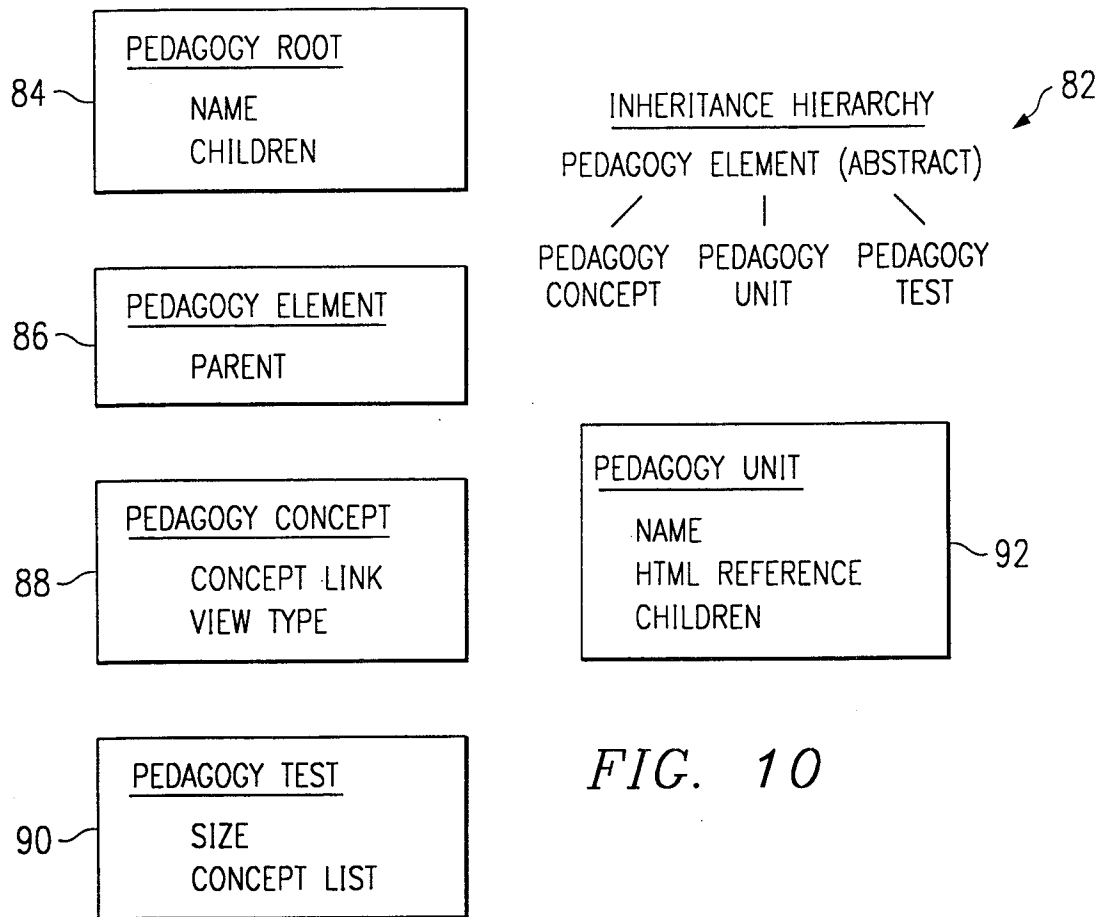 84
PEDAGOGY ROOT
NAME
CHILDREN
82
INHERITANCE HIERARCHY
PEDAGOGY ELEMENT (ABSTRACT)
PEDAGOGY PEDAGOGY PEDAGOGY
CONCEPT UNIT TEST
86
PEDAGOGY ELEMENT
PARENT
88
PEDAGOGY CONCEPT
CONCEPT LINK
VIEW TYPE
PEDAGOGY UNIT
NAME
HTML REFERENCE
CHILDREN
92
90
PEDAGOGY TEST
SIZE
CONCEPT LIST
FIG. 10